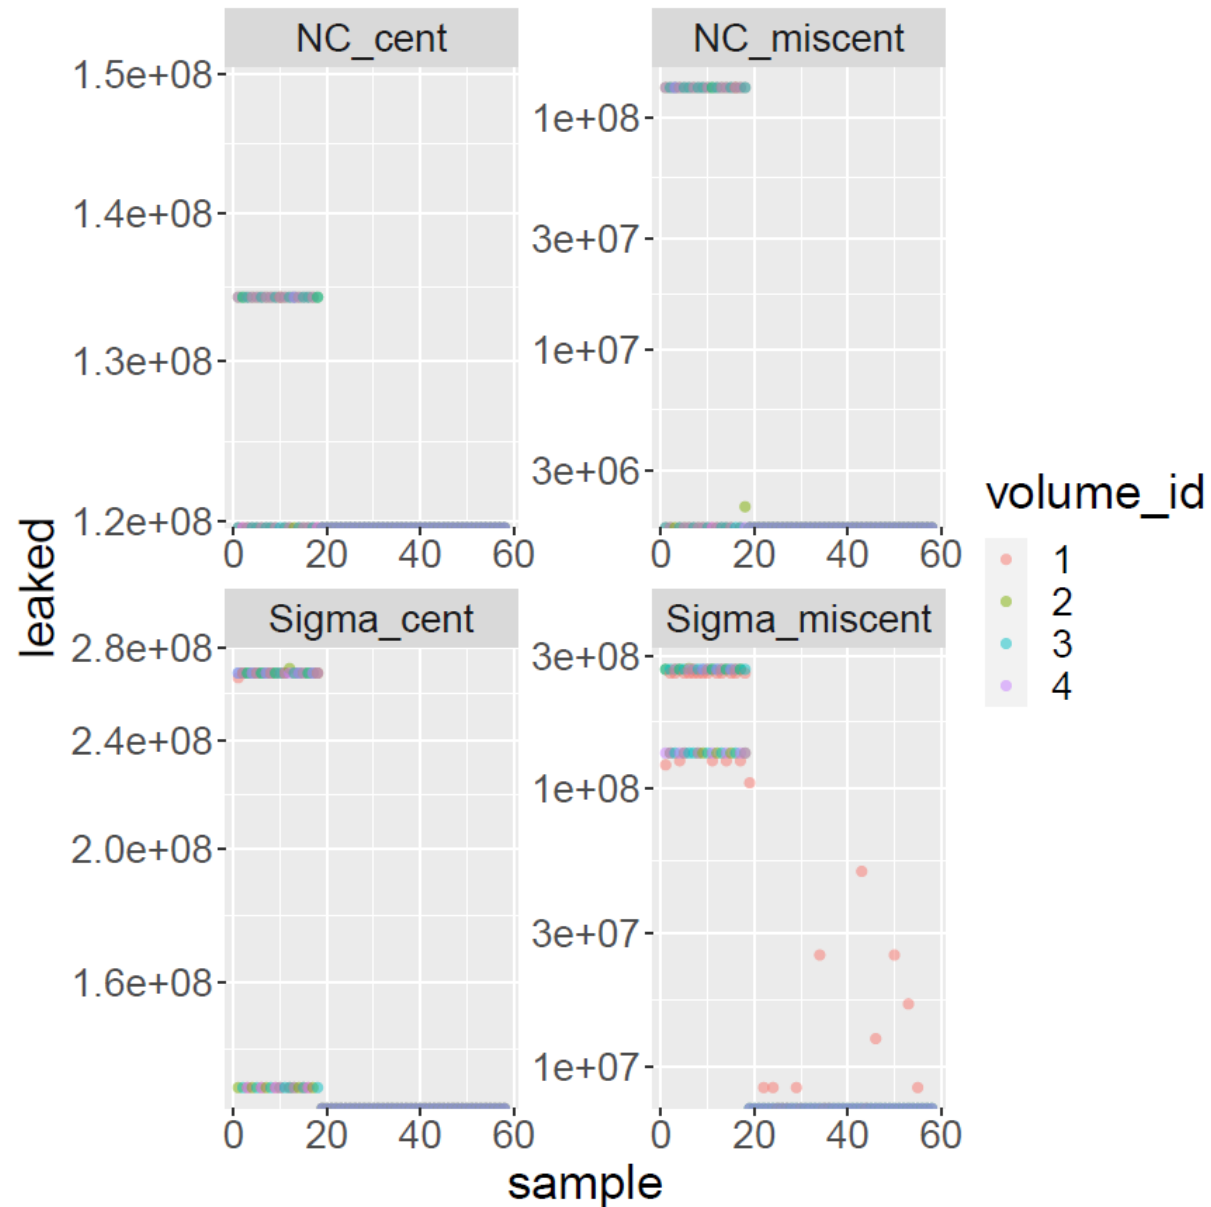 NC_cent
NC_miscent
1.5e+08
1.4e+08
1.3e+08
1.2e+08
1e+08
3e+07
1e+07
3e+06
0 20 40 60
0 20 40 60
Sigma_cent
Sigma_miscent
2.8e+08
2.4e+08
2.0e+08
1.6e+08
3e+08
1e+08
3e+07
1e+07
0 20 40 60
0 20 40 60
leaked
sample
volume_id
1
2
3
4